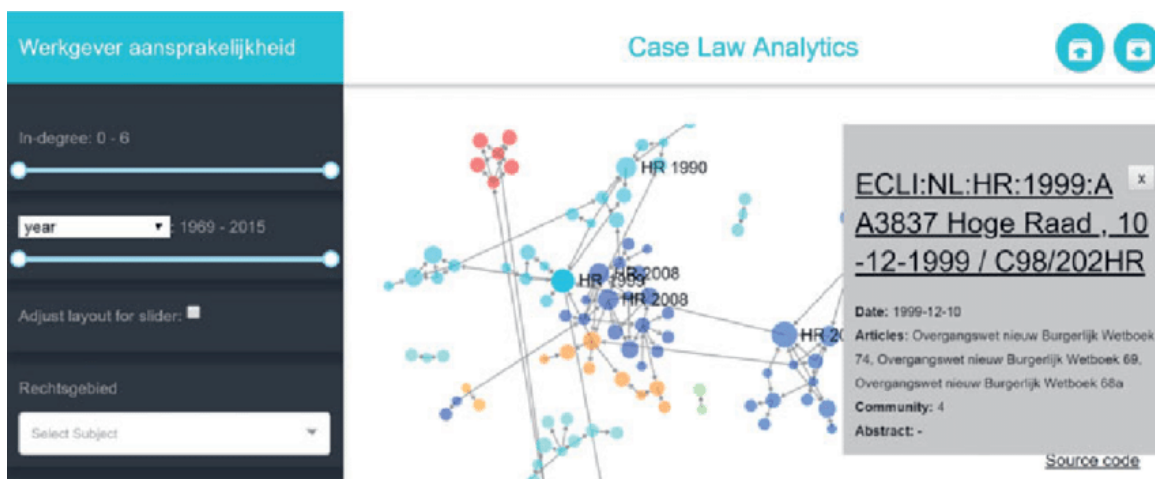 Werkgever aansprakelijkheid
Case Law Analytics
In-degree: 0 - 6
year : 1969 - 2015
Adjust layout for slider:
Rechtsgebied
Select Subject
HR 1990
HR 1999
HR 2008
HR 2008
HR 20
x
ECLI:NL:HR:1999:A
A3837 Hoge Raad , 10
-12-1999 / C98/202HR
Date: 1999-12-10
Articles: Overgangswet nieuw Burgerlijk Wetboek
74, Overgangswet nieuw Burgerlijk Wetboek 69,
Overgangswet nieuw Burgerlijk Wetboek 68a
Community: 4
Abstract: -
Source code